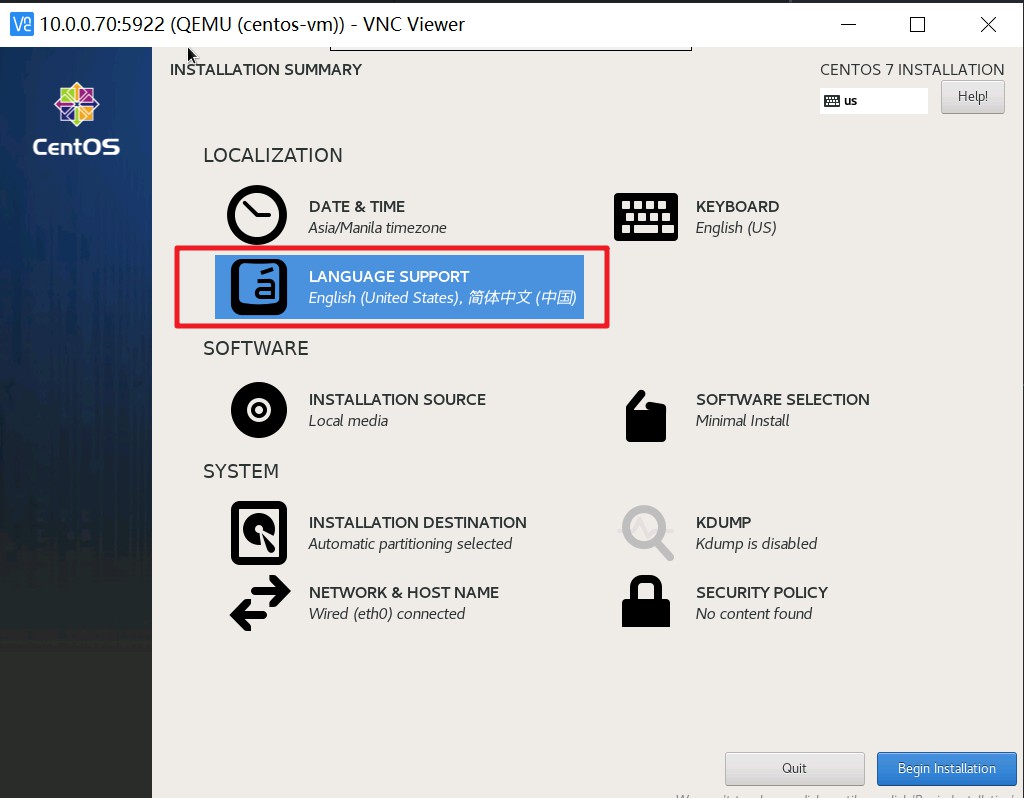 10.0.0.70:5922 (QEMU (centos-vm)) - VNC Viewer
INSTALLATION SUMMARY
CENTOS 7 INSTALLATION
us
Help!
CentOS
LOCALIZATION
DATE & TIME
Asia/Manila timezone
KEYBOARD
English (US)
LANGUAGE SUPPORT
English (United States), 简体中文 (中国)
SOFTWARE
INSTALLATION SOURCE
Local media
SOFTWARE SELECTION
Minimal Install
SYSTEM
INSTALLATION DESTINATION
Automatic partitioning selected
KDUMP
Kdump is disabled
NETWORK & HOST NAME
Wired (eth0) connected
SECURITY POLICY
No content found
Quit
Begin Installation